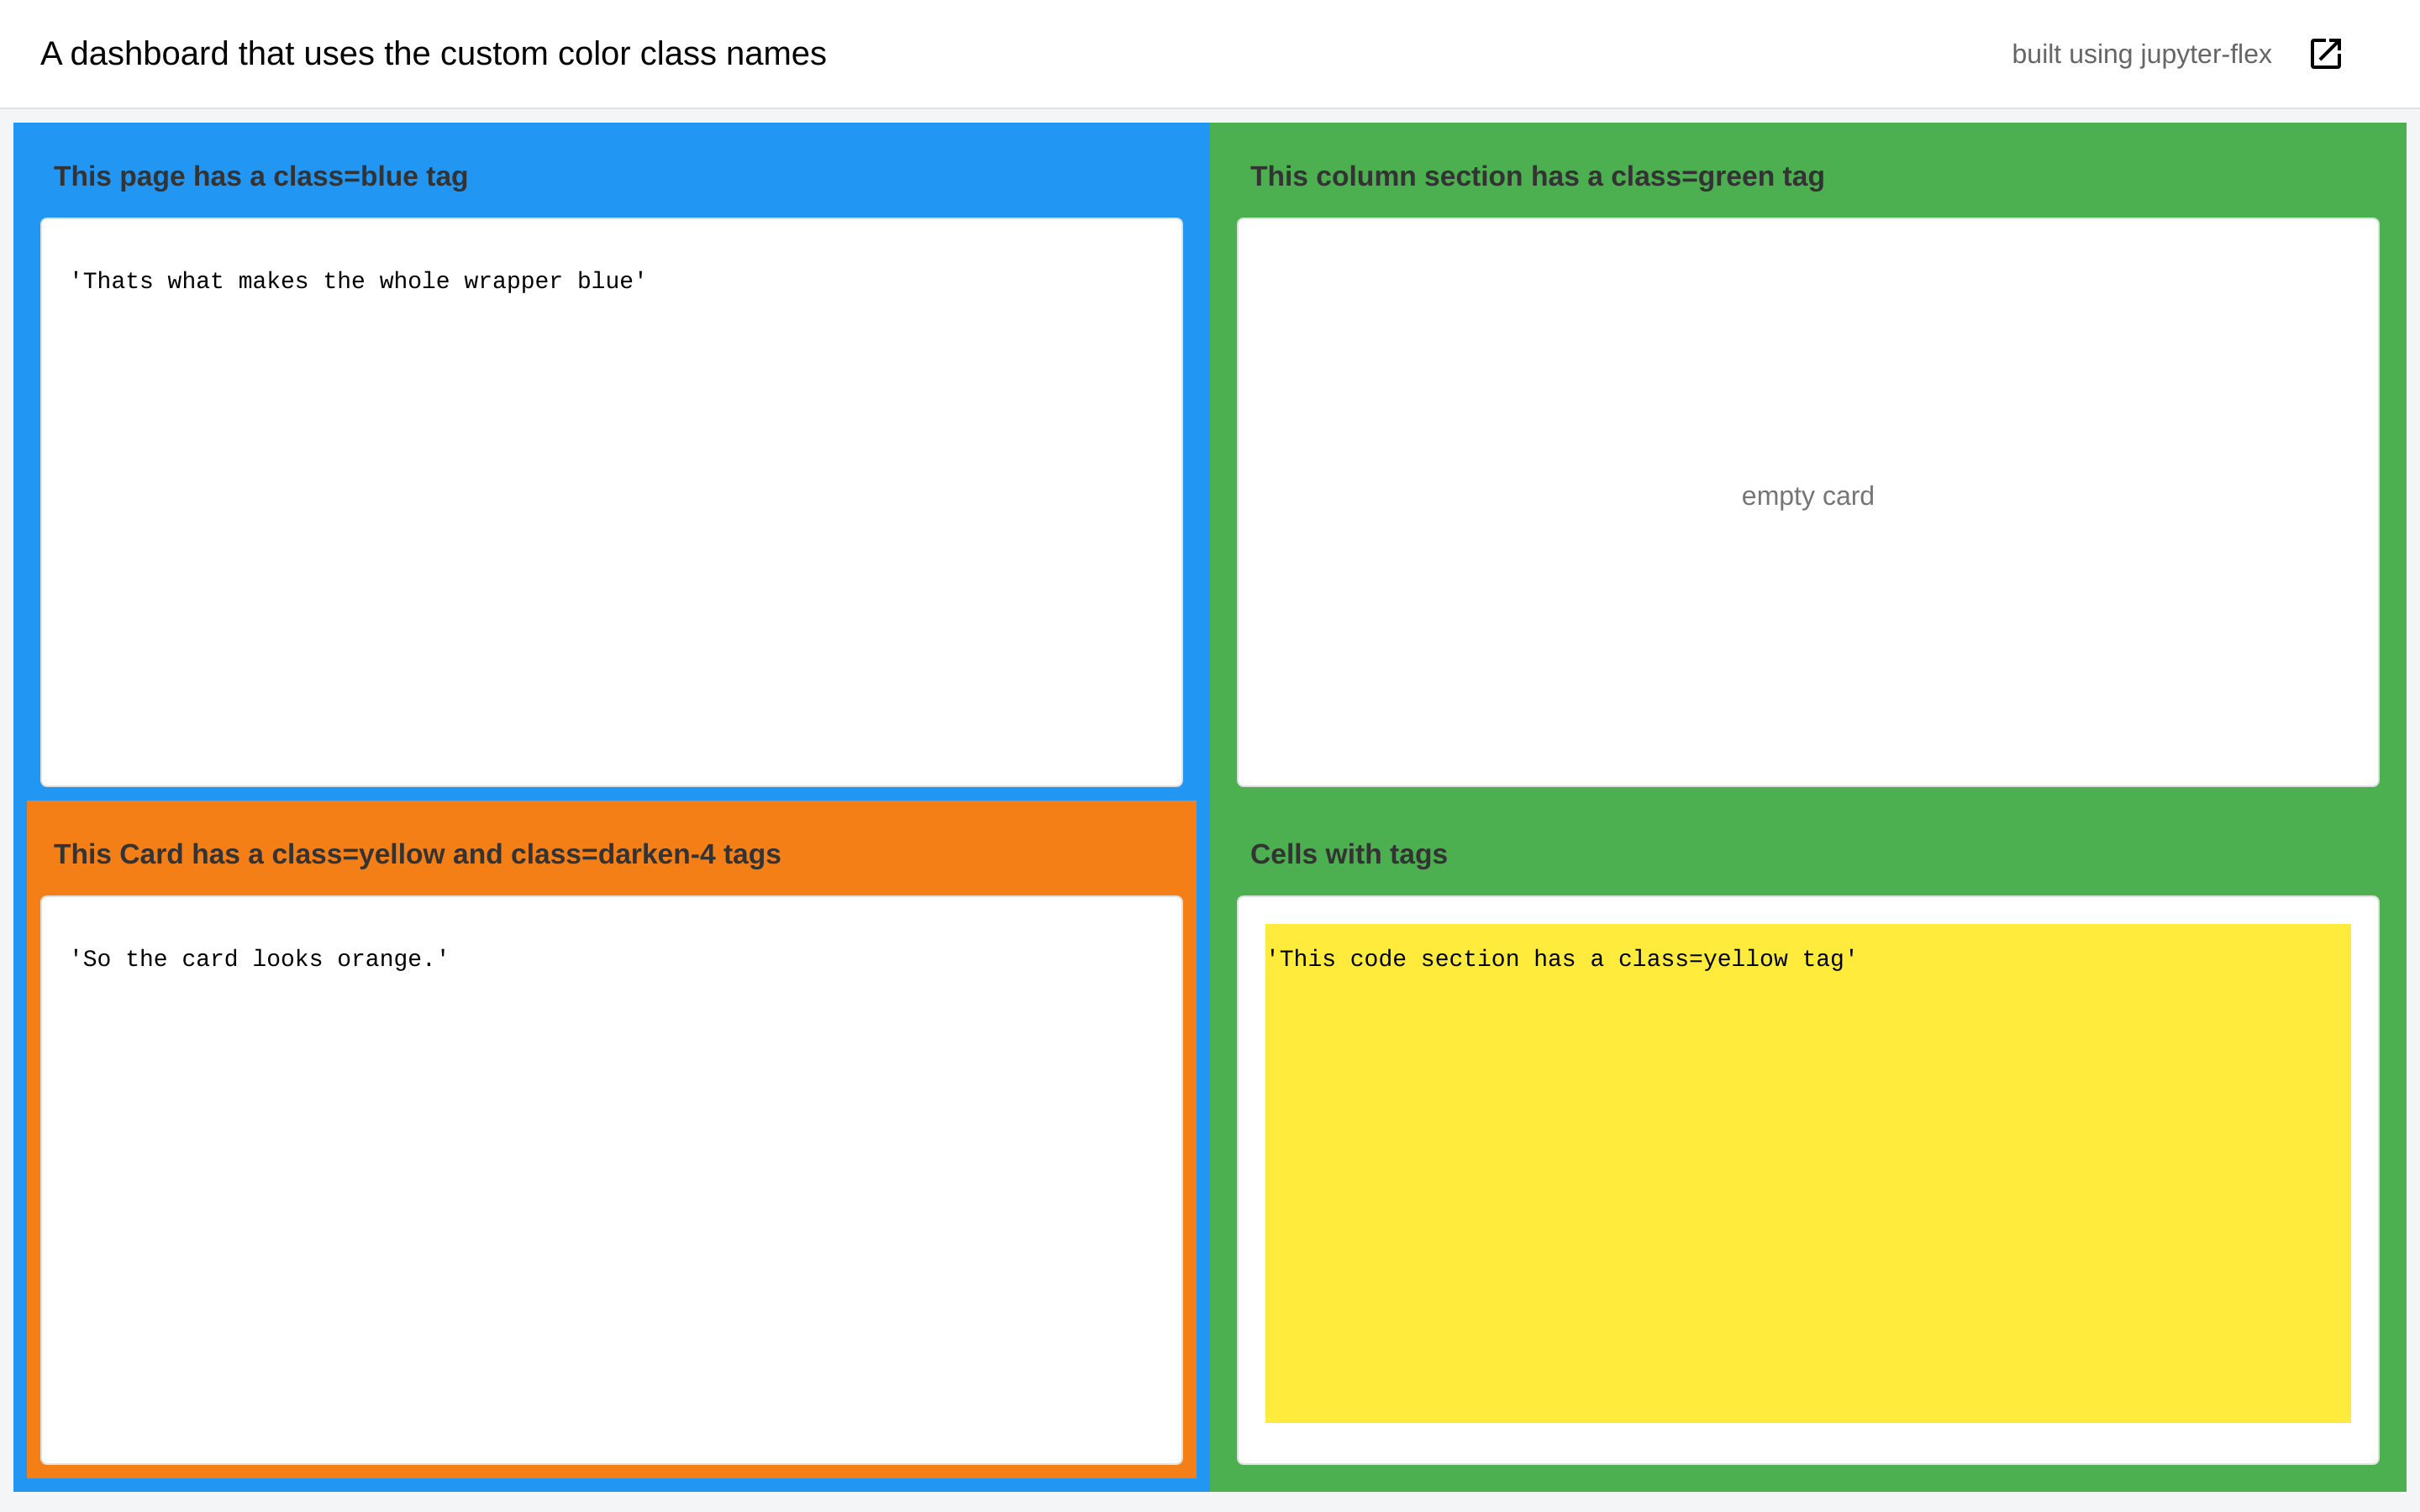 A dashboard that uses the custom color class names
built using jupyter-flex
This page has a class=blue tag
'Thats what makes the whole wrapper blue'
This Card has a class=yellow and class=darken-4 tags
'So the card looks orange.'
This column section has a class=green tag
empty card
Cells with tags
'This code section has a class=yellow tag'